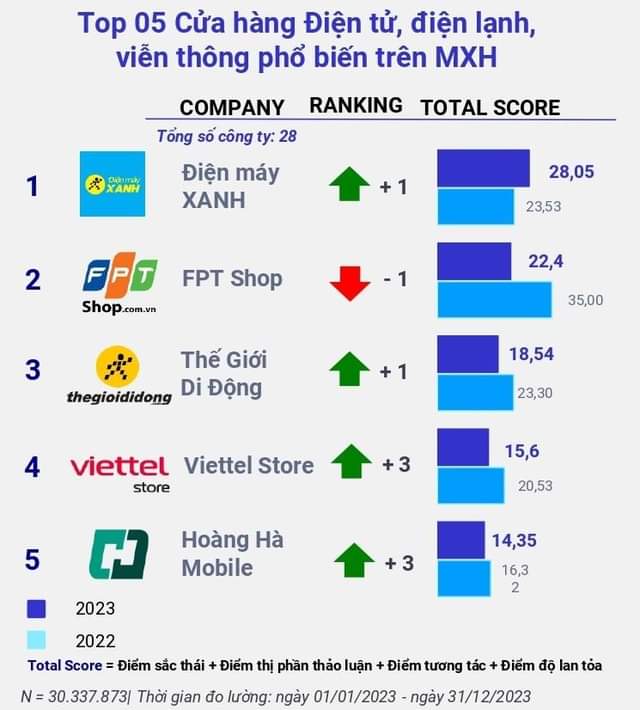 Top 05 Cửa hàng Điện tử, điện lạnh,
viễn thông phổ biến trên MXH
COMPANY RANKING TOTAL SCORE
Tổng số công ty: 28
1 Điện máy XANH Điện máy XANH + 1 28,05 23,53
2 FPT Shop.com.vn FPT Shop - 1 22,4 35,00
3 thegioididong .com Thế Giới Di Động + 1 18,54 23,30
4 viettel store Viettel Store + 3 15,6 20,53
5 Hoàng Hà Mobile + 3 14,35 16,32
2023
2022
Total Score = Điểm sắc thái + Điểm thị phần thảo luận + Điểm tương tác + Điểm độ lan tỏa
N = 30.337.873| Thời gian đo lường: ngày 01/01/2023 - ngày 31/12/2023